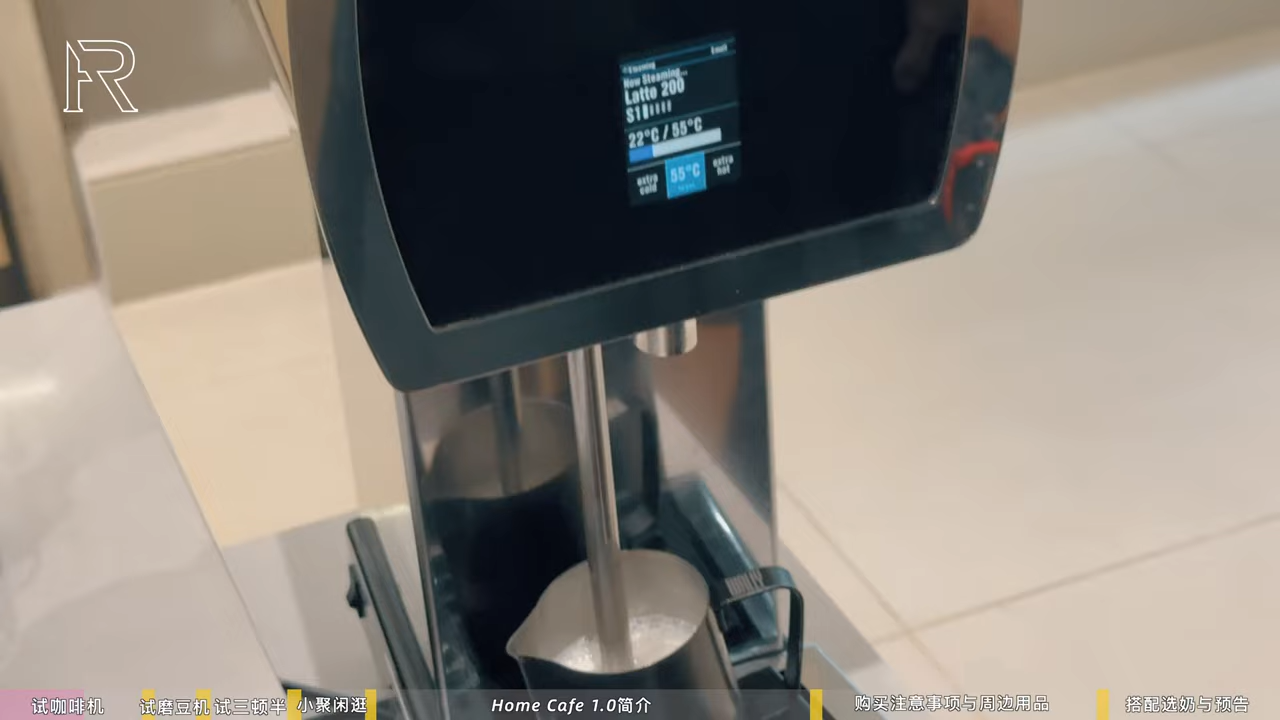 R
Steaming
Exit
Now Steaming...
Latte 200
S1
22°C / 55°C
extra cold
55°C
extra hot
试咖啡机
试磨豆机
试三顿半
小聚闲逛
Home Cafe 1.0简介
购买注意事项与周边用品
搭配选奶与预告